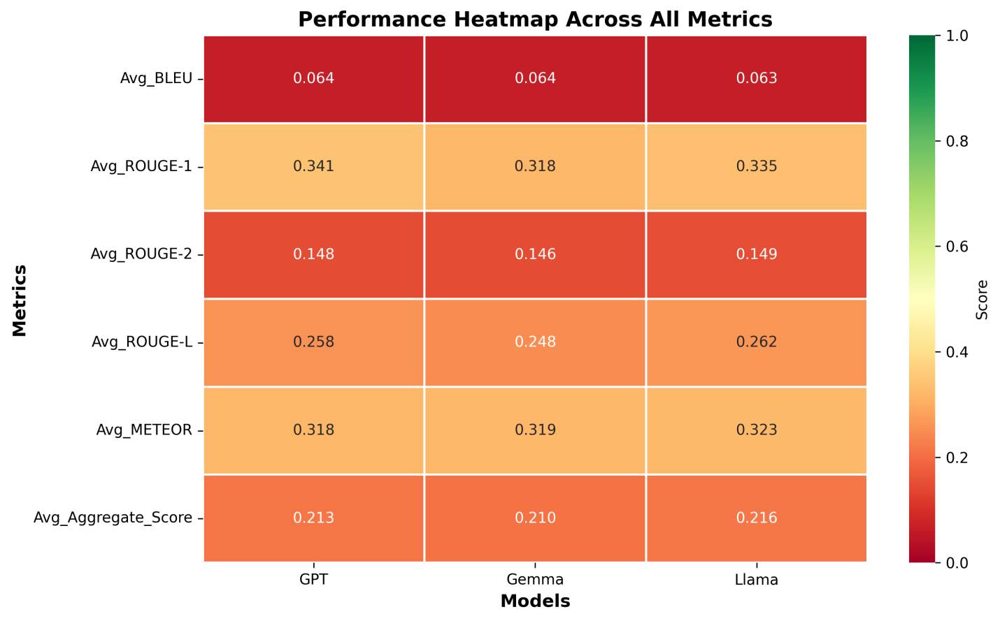 Performance Heatmap Across All Metrics
Metrics
Avg_BLEU 0.064 0.064 0.063
Avg_ROUGE-1 0.341 0.318 0.335
Avg_ROUGE-2 0.148 0.146 0.149
Avg_ROUGE-L 0.258 0.248 0.262
Avg_METEOR 0.318 0.319 0.323
Avg_Aggregate_Score 0.213 0.210 0.216
GPT Gemma Llama
Models
1.0
0.8
0.6
0.4
0.2
0.0
Score